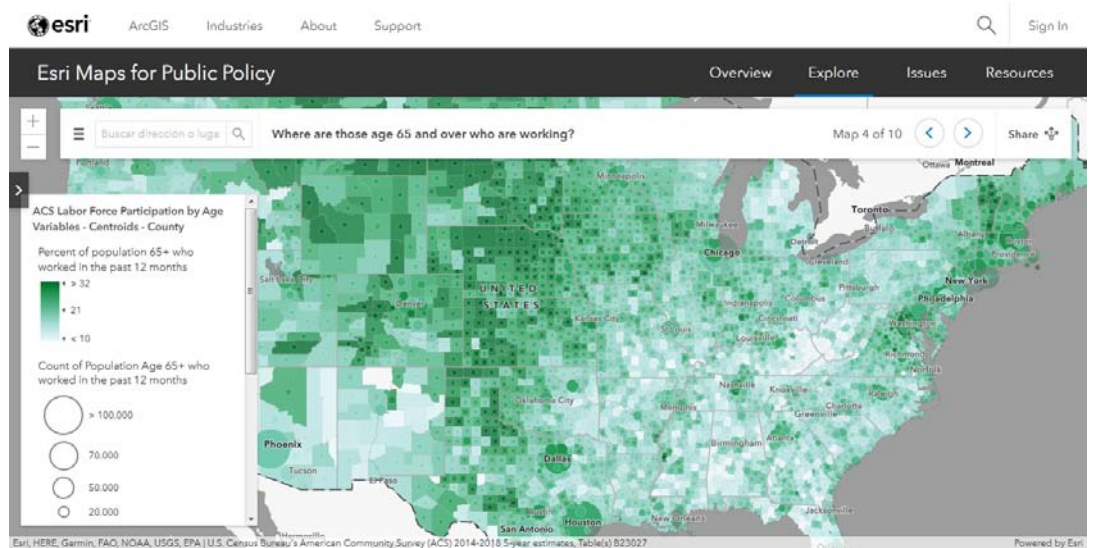 esri
ArcGIS Industries About Support Sign In
Esri Maps for Public Policy
Overview Explore Issues Resources
Buscar dirección o luga
Where are those age 65 and over who are working?
Map 4 of 10
Share
ACS Labor Force Participation by Age
Variables - Centroids - County
Percent of population 65+ who
worked in the past 12 months
> 32
21
< 10
Count of Population Age 65+ who
worked in the past 12 months
> 100.000
70.000
50.000
20.000
Portland
Minneapolis
Ottawa Montreal
Toronto
Buffalo
Albany
Boston
Providence
Milwaukee
Detroit
Chicago
Cleveland
New York
Pittsburgh
Philadelphia
Salt Lake City
UNITED
STATES
Denver
Indianapolis
Columbus
Cincinnati
Washington
Kansas City
St Louis
Louisville
Richmond
Norfolk
Nashville
Knoxville
Raleigh
Oklahoma City
Memphis
Charlotte
Greenville
Phoenix
Birmingham
Atlanta
Tucson
Dallas
El Paso
Austin
Jacksonville
Houston
New Orleans
San Antonio
Hermosillo
Esri, HERE, Garmin, FAO, NOAA, USGS, EPA | U.S. Census Bureau's American Community Survey (ACS) 2014-2018 5-year estimates, Table(s) B23027
Powered by Esri